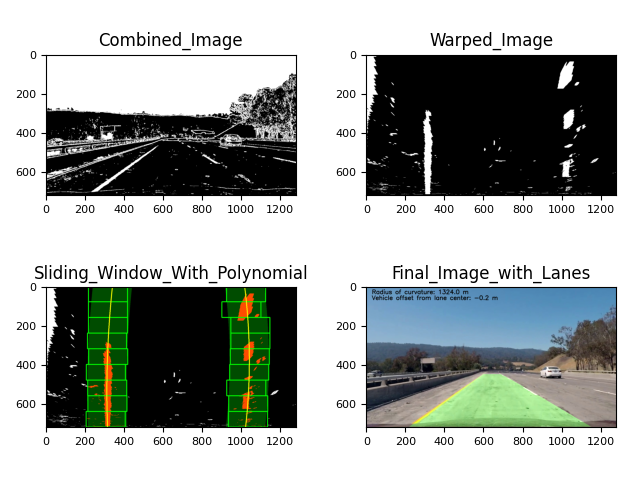 Combined_Image
Warped_Image
0
200
400
600
0 200 400 600 800 1000 1200
0
200
400
600
0 200 400 600 800 1000 1200
Sliding_Window_With_Polynomial
Final_Image_with_Lanes
0
200
400
600
0 200 400 600 800 1000 1200
0
200
400
600
Radius of curvature: 1324.0 m
Vehicle offset from lane center: -0.2 m
0 200 400 600 800 1000 1200